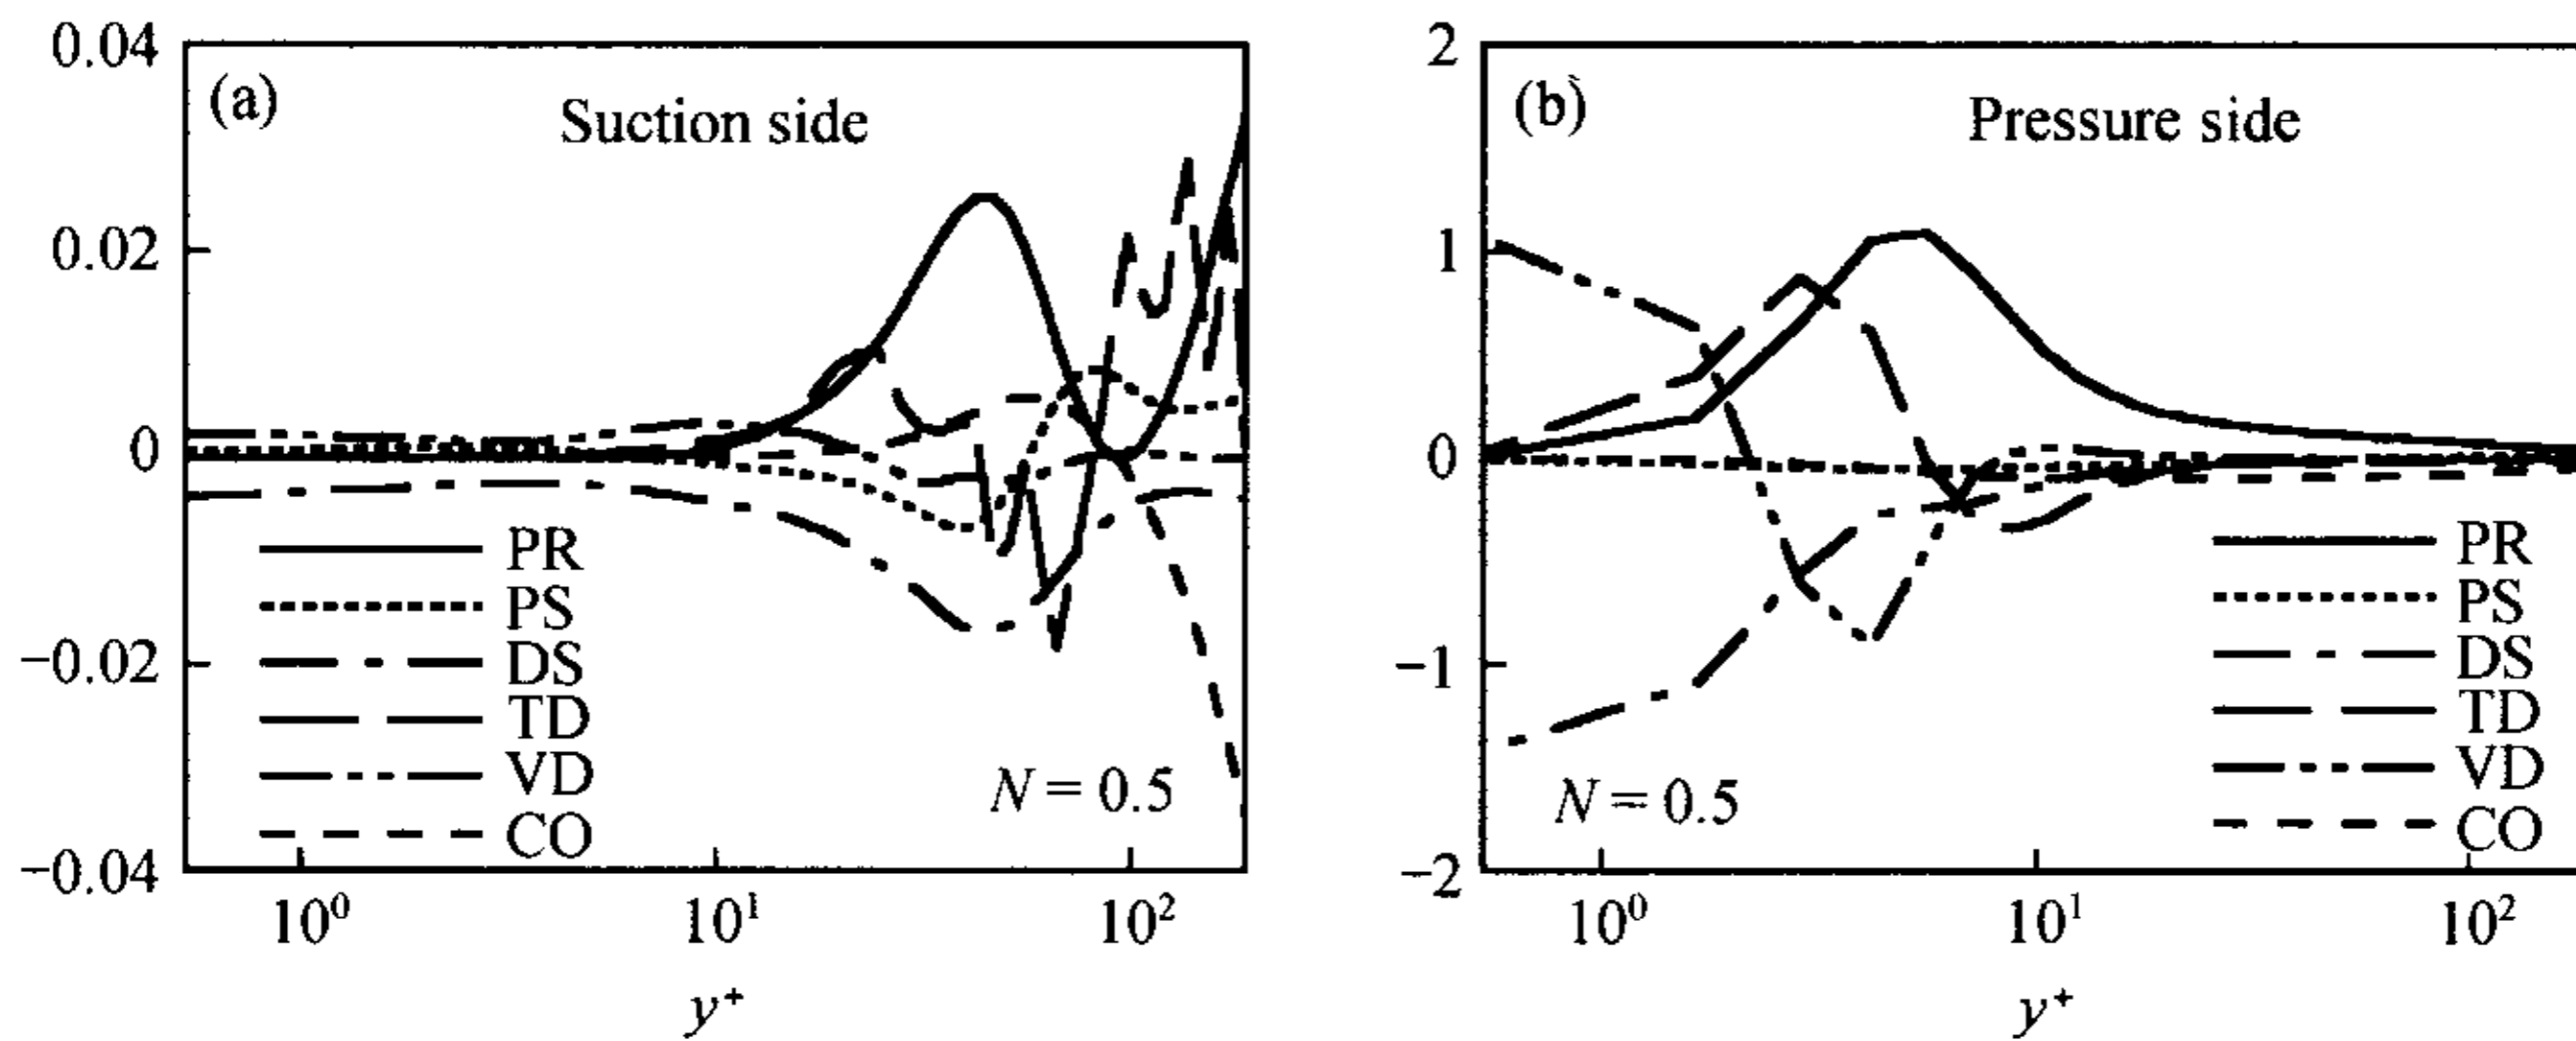 (a)
Suction side
0.04
0.02
0
−0.02
−0.04
PR
PS
DS
TD
VD
CO
N = 0.5
10⁰
10¹
10²
y⁺
(b)
Pressure side
2
1
0
−1
−2
N = 0.5
PR
PS
DS
TD
VD
CO
10⁰
10¹
10²
y⁺